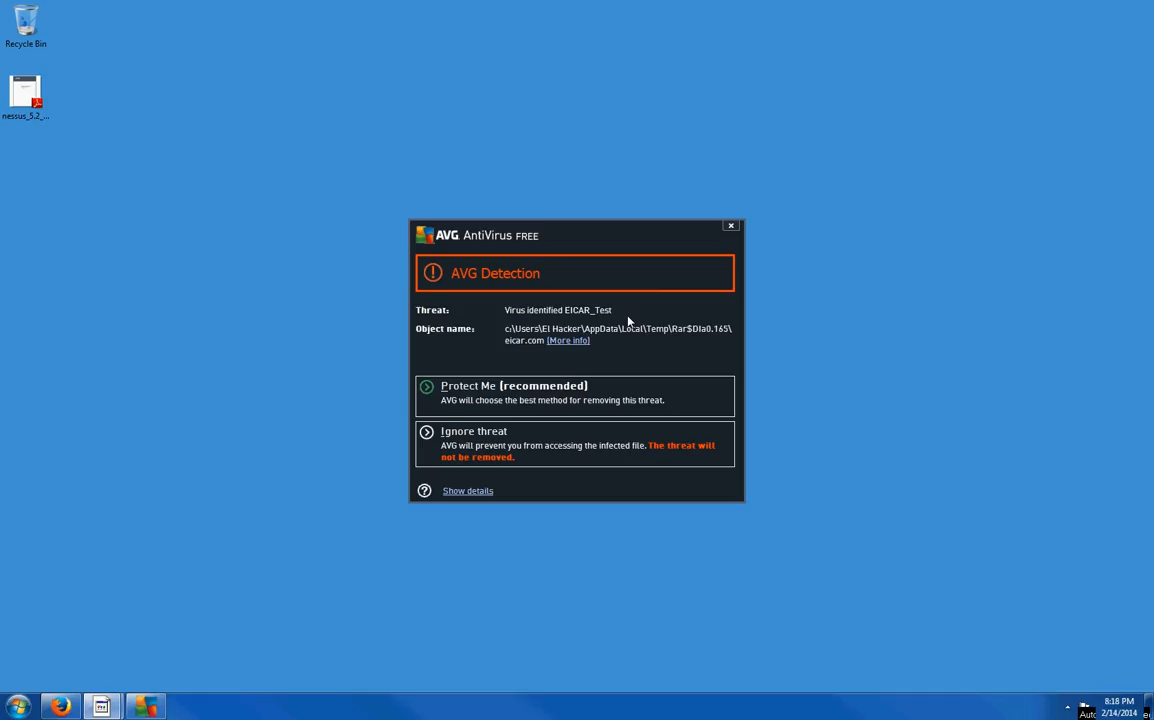 Recycle Bin
nessus_5.2_...
AVG. AntiVirus FREE
AVG Detection
Threat: Virus identified EICAR_Test
Object name: c:\Users\El Hacker\AppData\Local\Temp\Rar$DIa0.165\
eicar.com [More info]
Protect Me (recommended)
AVG will choose the best method for removing this threat.
Ignore threat
AVG will prevent you from accessing the infected file. The threat will
not be removed.
Show details
8:18 PM
2/14/2014